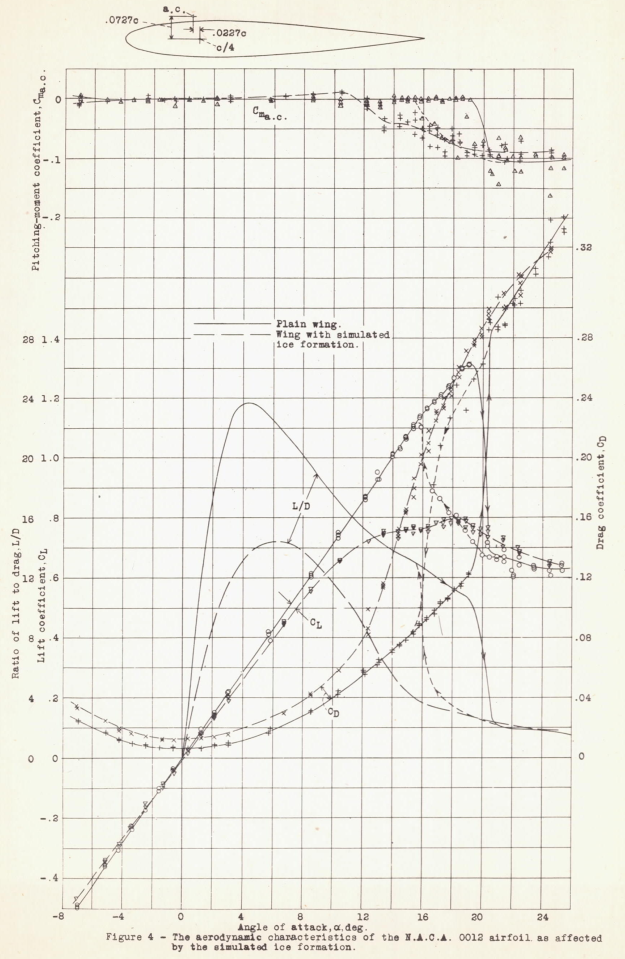 a.c.
.0727c
.0227c
c/4
Pitching-moment coefficient, Cma.c.
0
-.1
-.2
Cma.c.
Plain wing.
Wing with simulated
ice formation.
Ratio of lift to drag, L/D
28
24
20
16
12
8
4
0
Lift coefficient, CL
1.4
1.2
1.0
.8
.6
.4
.2
0
-.2
-.4
Drag coefficient, CD
.32
.28
.24
.20
.16
.12
.08
.04
0
L/D
CL
CD
-8 -4 0 4 8 12 16 20 24
Angle of attack, α, deg.
Figure 4 - The aerodynamic characteristics of the N.A.C.A. 0012 airfoil as affected
by the simulated ice formation.